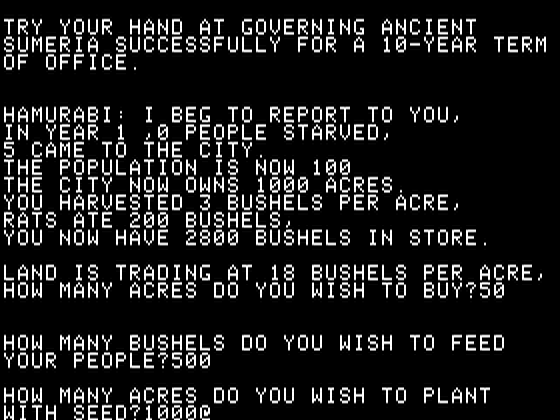 TRY YOUR HAND AT GOVERNING ANCIENT
SUMERIA SUCCESSFULLY FOR A 10-YEAR TERM
OF OFFICE.
HAMURABI: I BEG TO REPORT TO YOU,
IN YEAR 1 ,0 PEOPLE STARVED,
5 CAME TO THE CITY.
THE POPULATION IS NOW 100
THE CITY NOW OWNS 1000 ACRES.
YOU HARVESTED 3 BUSHELS PER ACRE,
RATS ATE 200 BUSHELS,
YOU NOW HAVE 2800 BUSHELS IN STORE.
LAND IS TRADING AT 18 BUSHELS PER ACRE,
HOW MANY ACRES DO YOU WISH TO BUY?50
HOW MANY BUSHELS DO YOU WISH TO FEED
YOUR PEOPLE?500
HOW MANY ACRES DO YOU WISH TO PLANT
WITH SEED?1000@